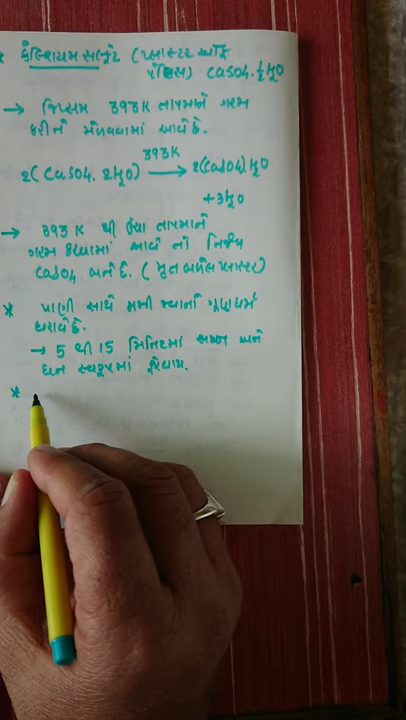 * કેલ્શિયમ સલ્ફેટ (પ્લાસ્ટર ઓફ
પેરિસ) CaSO4.½H2O
→ જિપ્સમ 393K તાપમાને ગરમ
કરીને મેળવવામાં આવે છે.
393K
2(CaSO4. 2H2O) ⟶ 2(CaSO4).H2O
+3H2O
→ 393 K થી ઉંચા તાપમાને
ગરમ કરવામાં આવે તો નિર્જળ
CaSO4 બને છે. (મૃત બળેલ પ્લાસ્ટર)
* પાણી સાથે મળી જવાનો ગુણધર્મ
ધરાવે છે.
→ 5 થી 15 મિનિટમાં સખ્ત અને
ઘન સ્વરૂપમાં ફેરવાય.
*